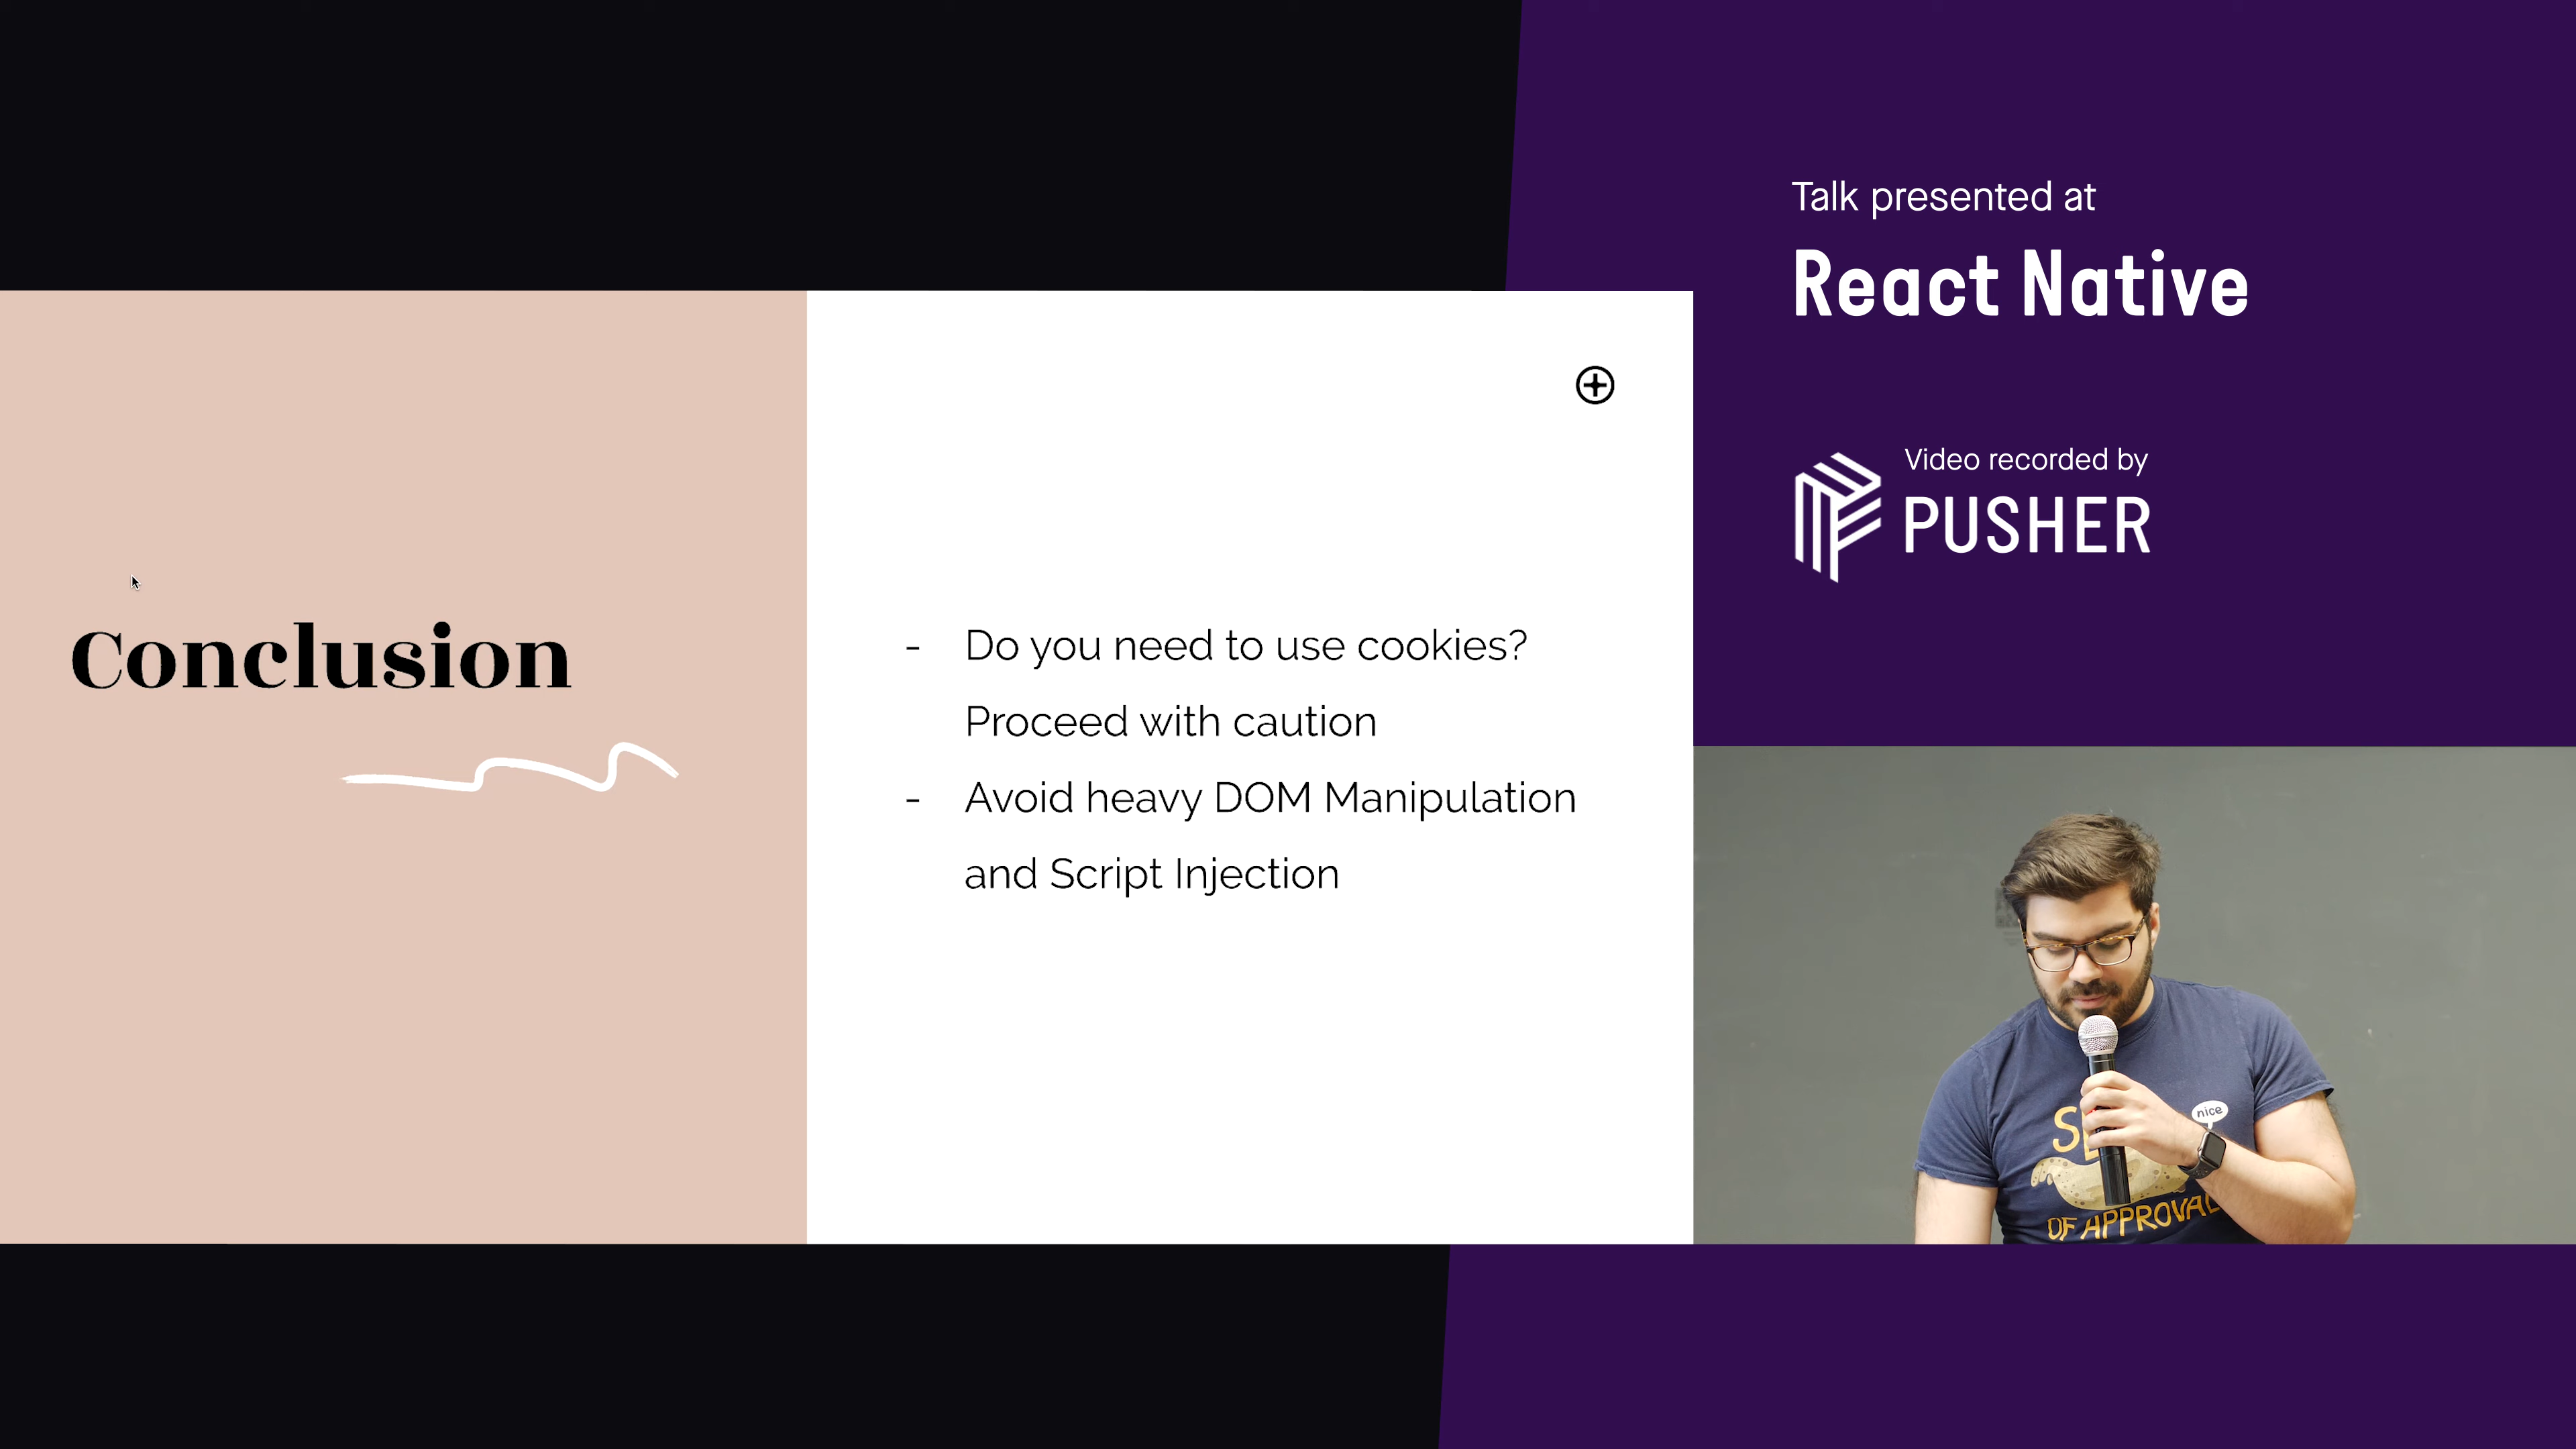 Conclusion
- Do you need to use cookies?
Proceed with caution
- Avoid heavy DOM Manipulation
and Script Injection
Talk presented at
React Native
Video recorded by
PUSHER
nice
OF APPROVAL